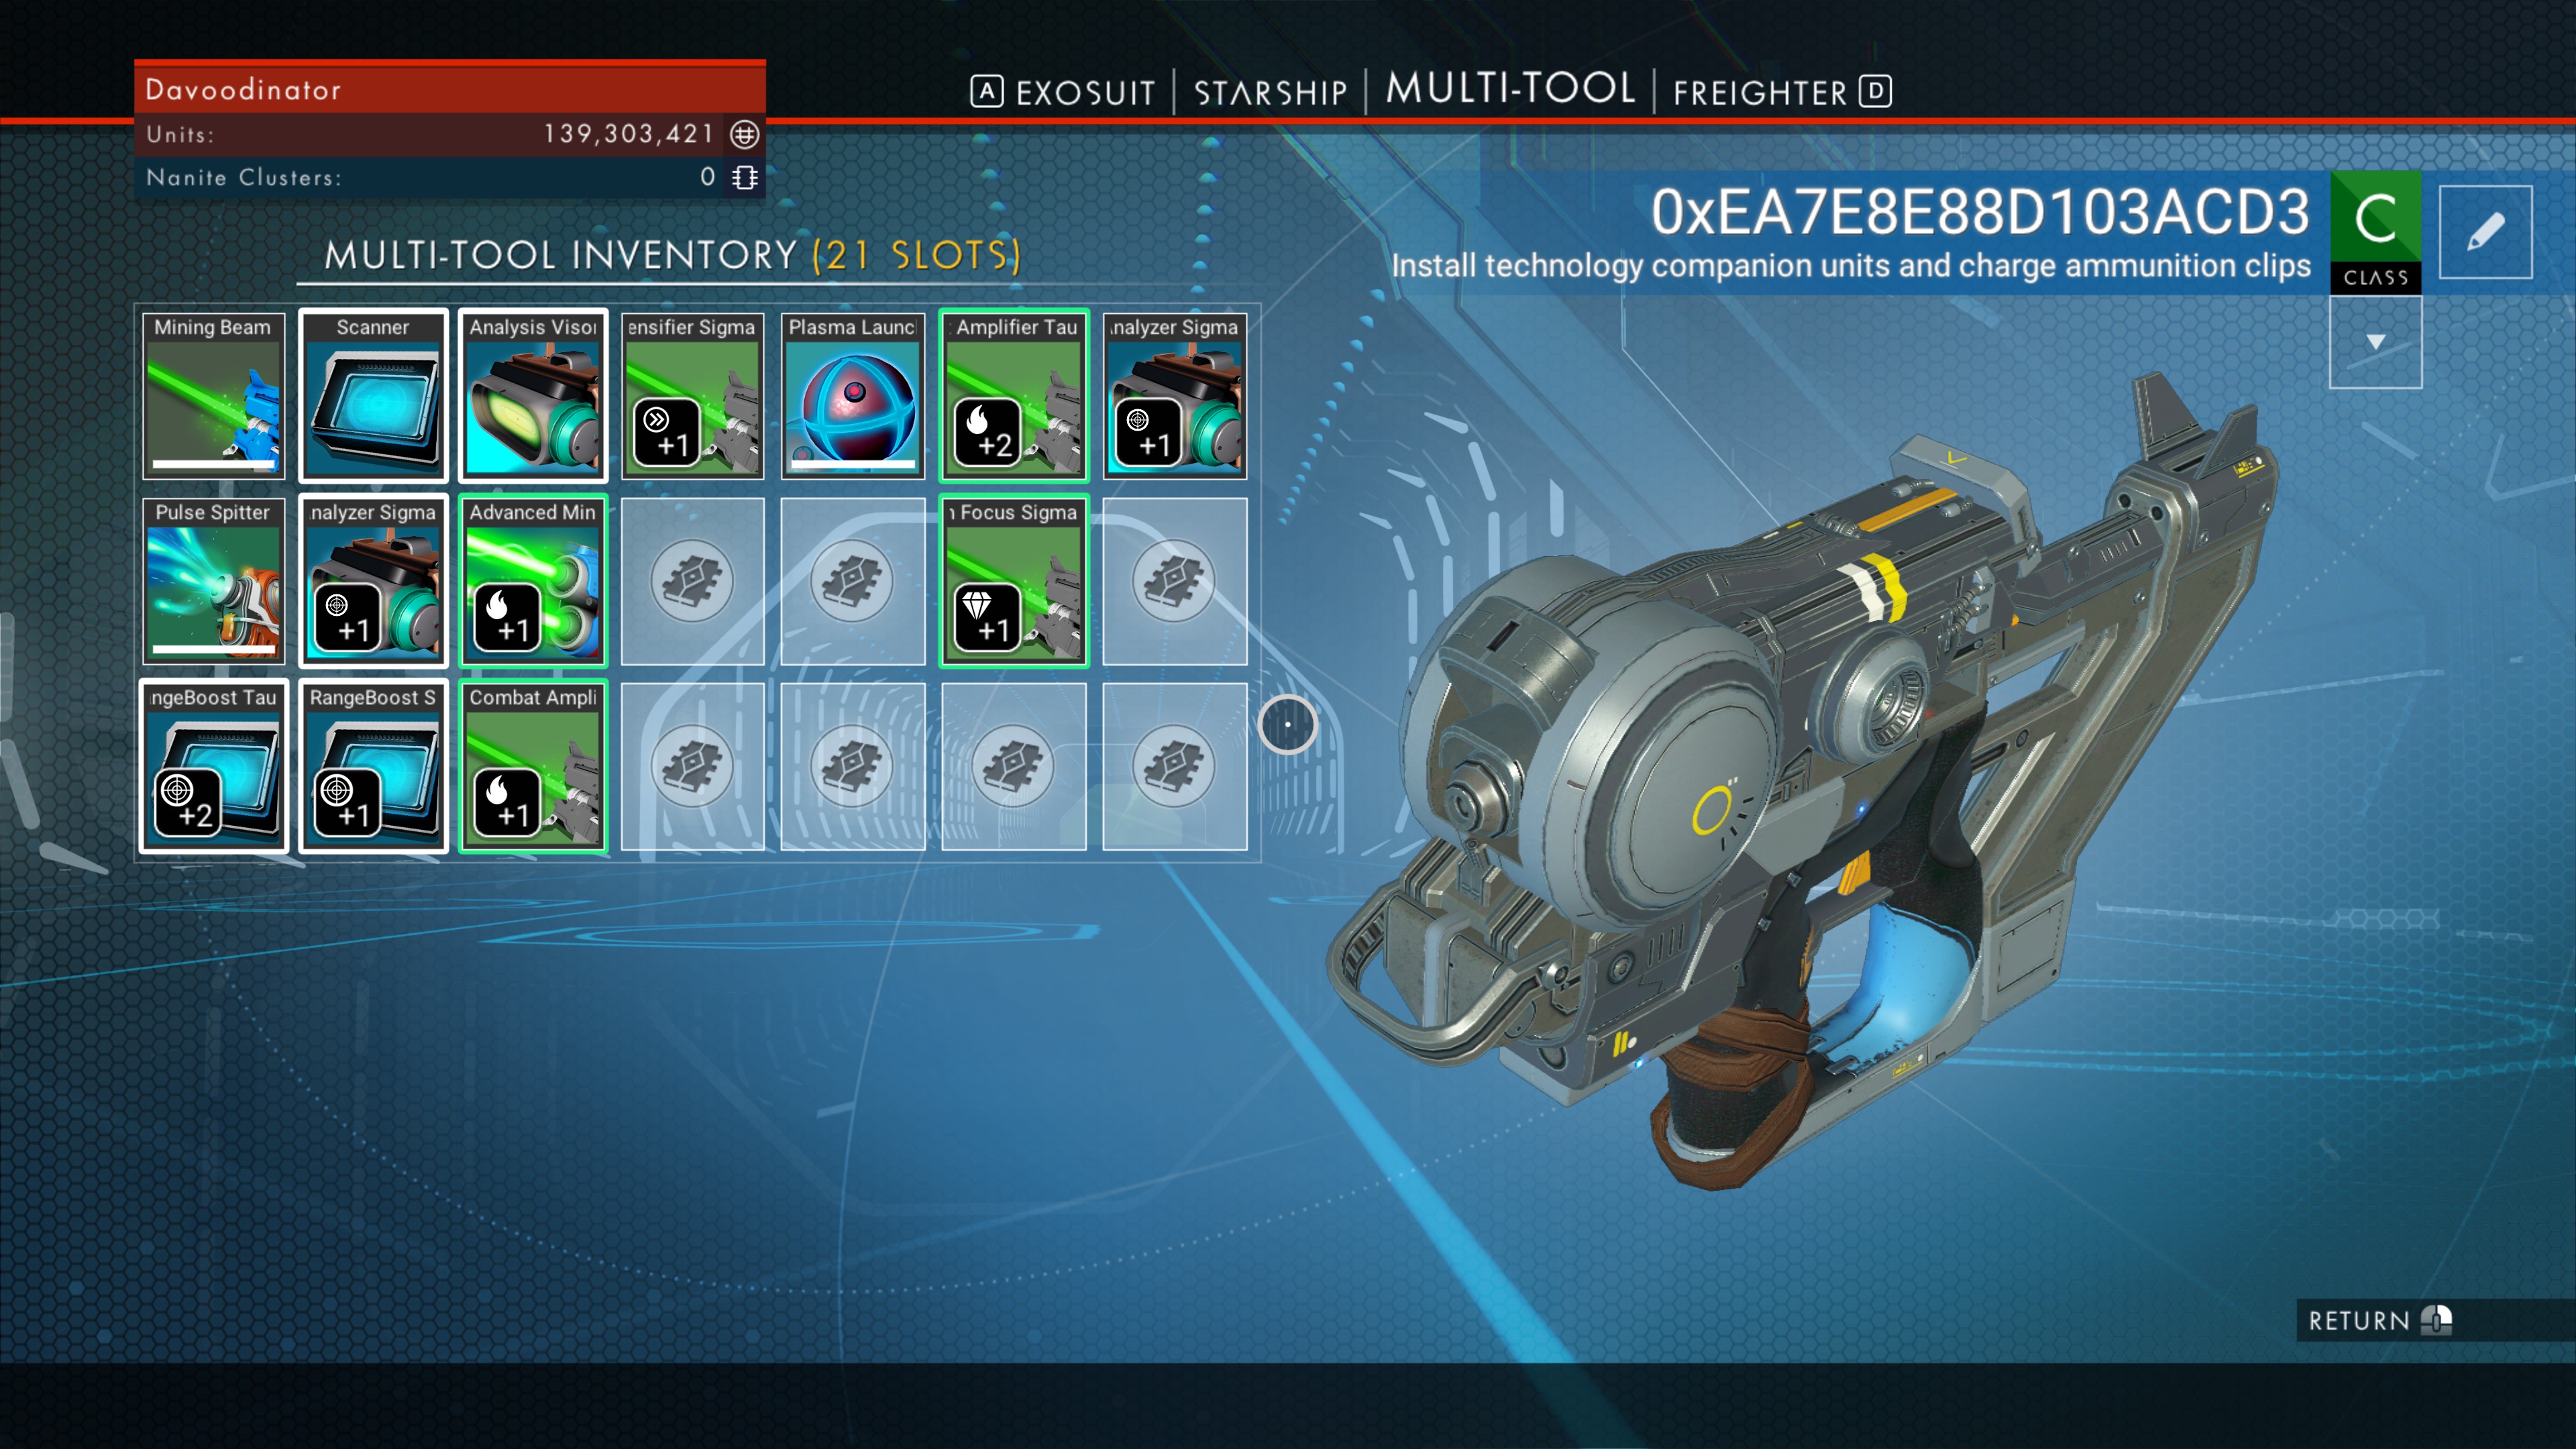 Davoodinator
Units: 139,303,421
Nanite Clusters: 0
A EXOSUIT STARSHIP MULTI-TOOL FREIGHTER D
MULTI-TOOL INVENTORY (21 SLOTS)
0xEA7E8E88D103ACD3
Install technology companion units and charge ammunition clips
C
CLASS
Mining Beam Scanner Analysis Visor ensifier Sigma Plasma Launc Amplifier Tau nalyzer Sigma
+1 +2 +1
Pulse Spitter nalyzer Sigma Advanced Min n Focus Sigma
+1 +1 +1
ngeBoost Tau RangeBoost S Combat Ampli
+2 +1 +1
RETURN